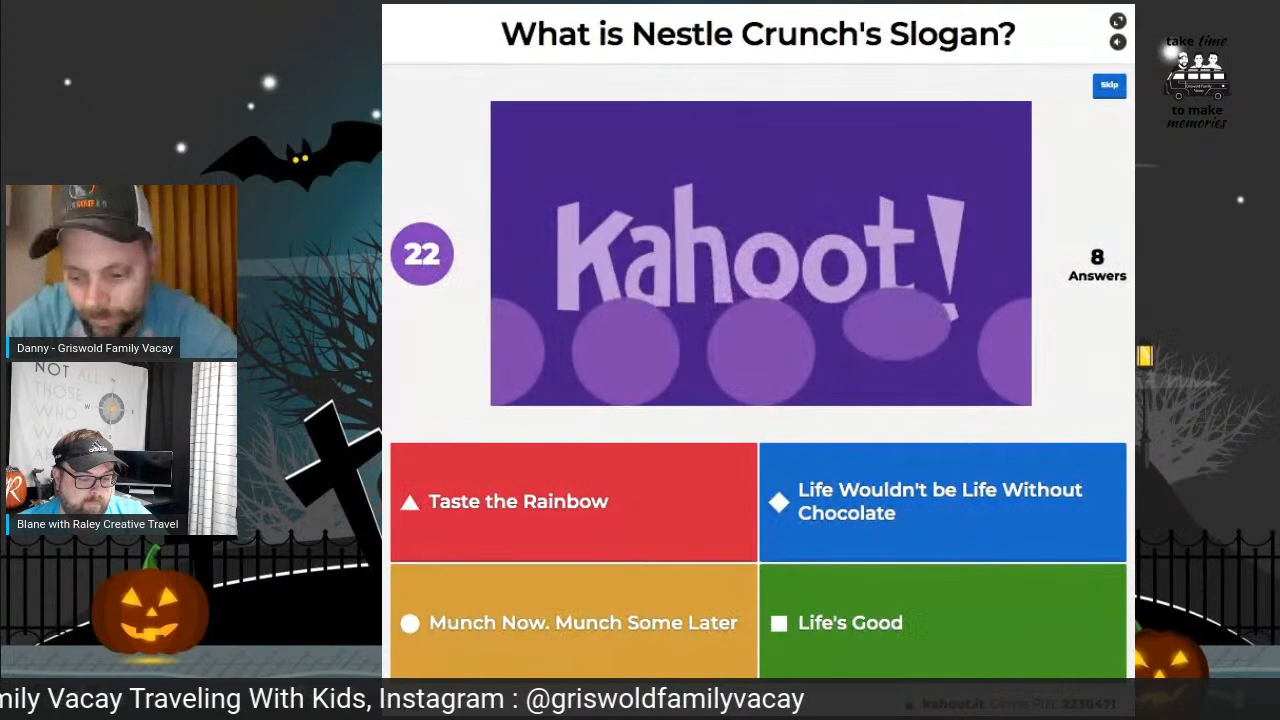 What is Nestle Crunch's Slogan?
take time
to make
memories
Skip
Kahoot!
22
8
Answers
Danny - Griswold Family Vacay
NOT ALL
THOSE
WHO
Blane with Raley Creative Travel
Taste the Rainbow
Life Wouldn't be Life Without
Chocolate
Munch Now. Munch Some Later
Life's Good
mily Vacay Traveling With Kids, Instagram : @griswoldfamilyvacay
kahoot.it